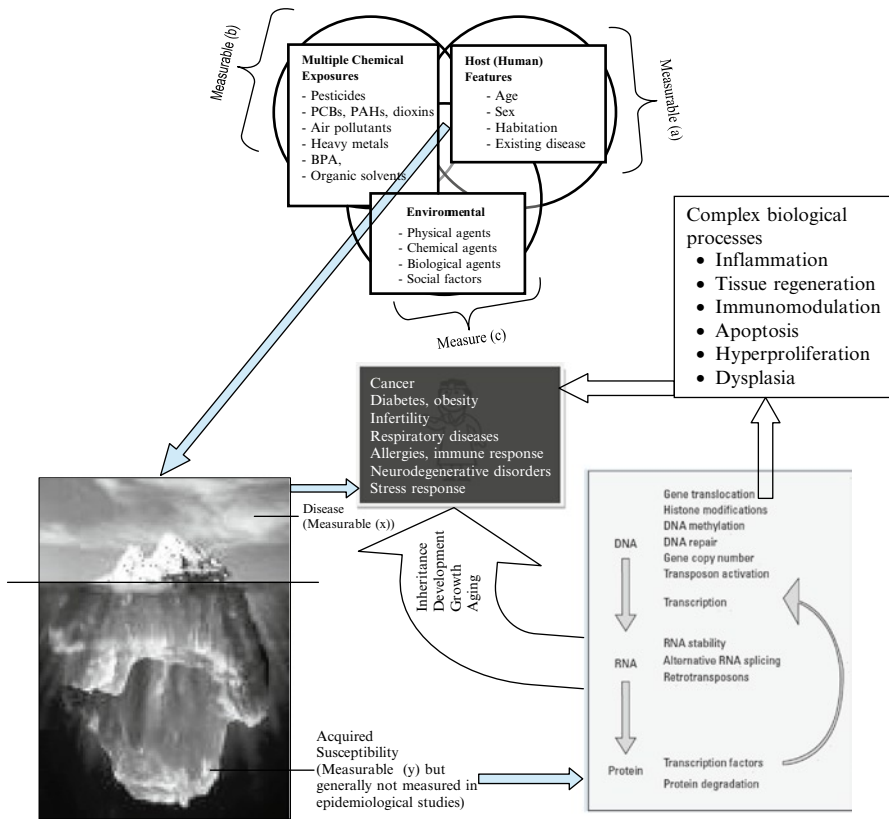 Measurable (b)
Multiple Chemical
Exposures
- Pesticides
- PCBs, PAHs, dioxins
- Air pollutants
- Heavy metals
- BPA,
- Organic solvents
Host (Human)
Features
- Age
- Sex
- Habitation
- Existing disease
Measurable (a)
Environmental
- Physical agents
- Chemical agents
- Biological agents
- Social factors
Measure (c)
Complex biological
processes
• Inflammation
• Tissue regeneration
• Immunomodulation
• Apoptosis
• Hyperproliferation
• Dysplasia
Cancer
Diabetes, obesity
Infertility
Respiratory diseases
Allergies, immune response
Neurodegenerative disorders
Stress response
Disease
(Measurable (x))
Inheritance
Development
Growth
Aging
Gene translocation
Histone modifications
DNA methylation
DNA
DNA repair
Gene copy number
Transposon activation
Transcription
RNA stability
RNA
Alternative RNA splicing
Retrotransposons
Protein
Transcription factors
Protein degradation
Acquired
Susceptibility
(Measurable (y) but
generally not measured in
epidemiological studies)